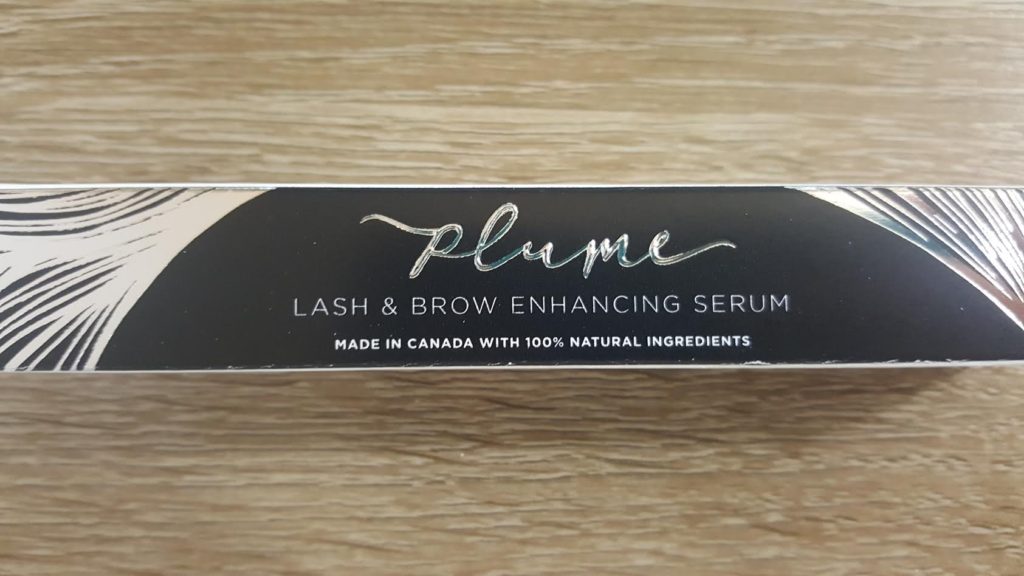 plume
LASH & BROW ENHANCING SERUM
MADE IN CANADA WITH 100% NATURAL INGREDIENTS